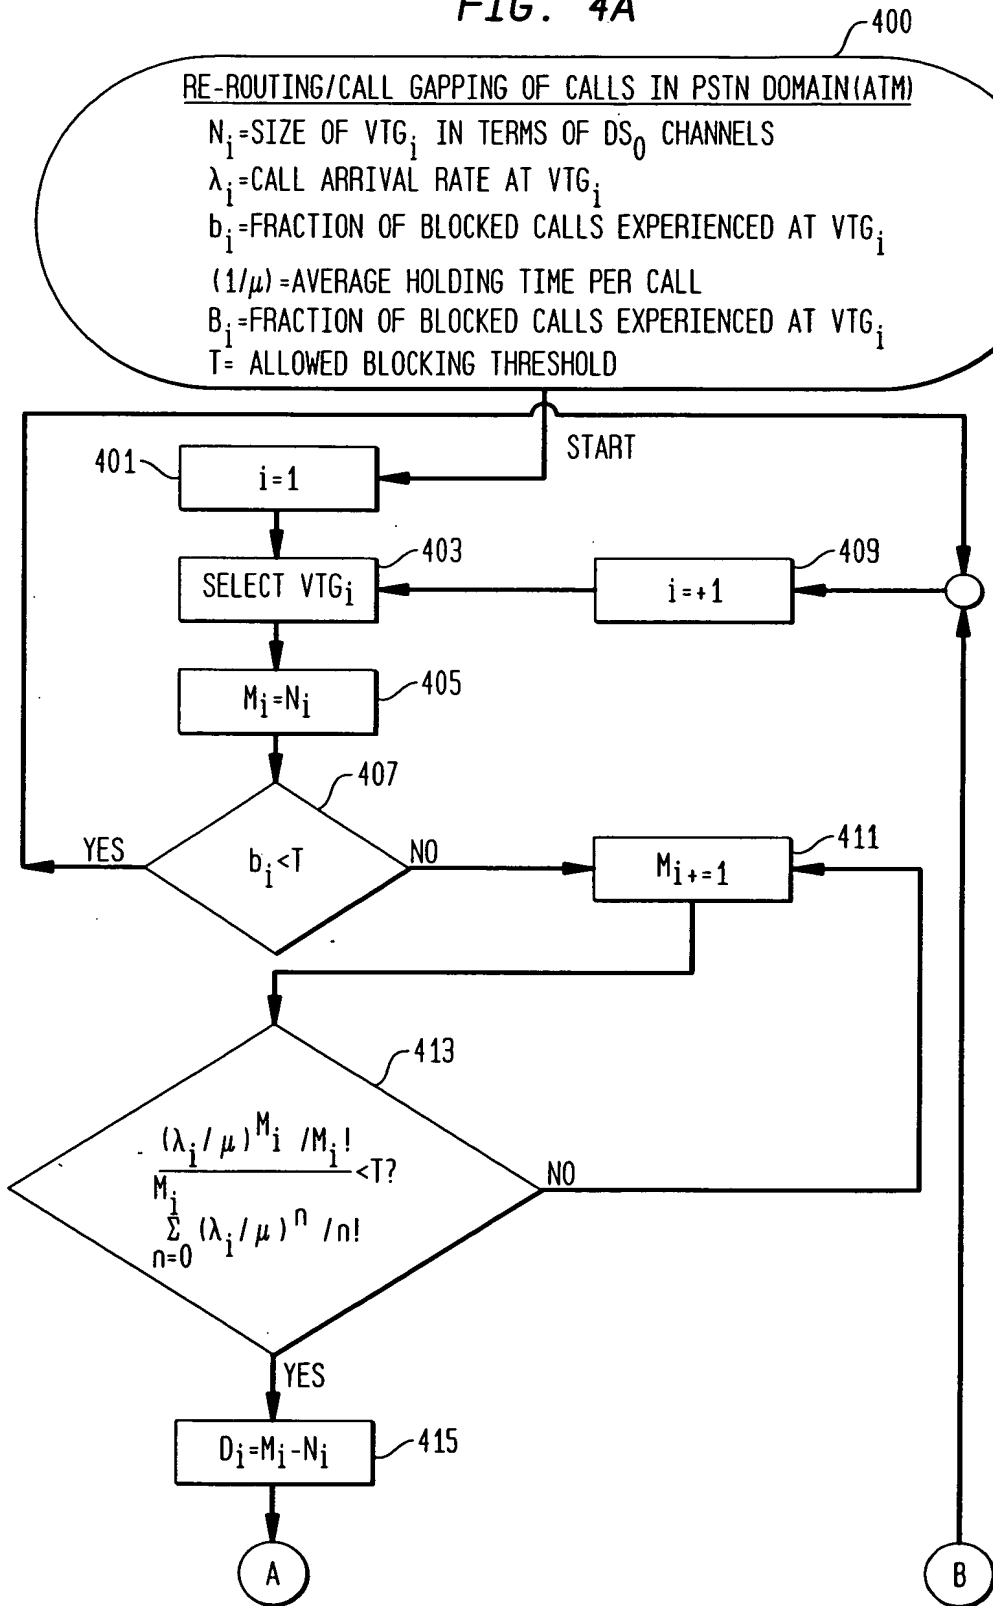 FIG. 4A
400
RE-ROUTING/CALL GAPPING OF CALLS IN PSTN DOMAIN(ATM)
Nᵢ=SIZE OF VTGᵢ IN TERMS OF DS₀ CHANNELS
λᵢ=CALL ARRIVAL RATE AT VTGᵢ
bᵢ=FRACTION OF BLOCKED CALLS EXPERIENCED AT VTGᵢ
(1/μ)=AVERAGE HOLDING TIME PER CALL
Bᵢ=FRACTION OF BLOCKED CALLS EXPERIENCED AT VTGᵢ
T= ALLOWED BLOCKING THRESHOLD
START
401
i=1
403
SELECT VTGᵢ
409
i=+1
405
Mᵢ=Nᵢ
407
bᵢ<T
YES
NO
411
Mᵢ₊₌1
413
(λᵢ/μ)^Mᵢ /Mᵢ!
<T?
Mᵢ
Σ (λᵢ/μ)ⁿ /n!
n=0
NO
YES
415
Dᵢ=Mᵢ-Nᵢ
A
B